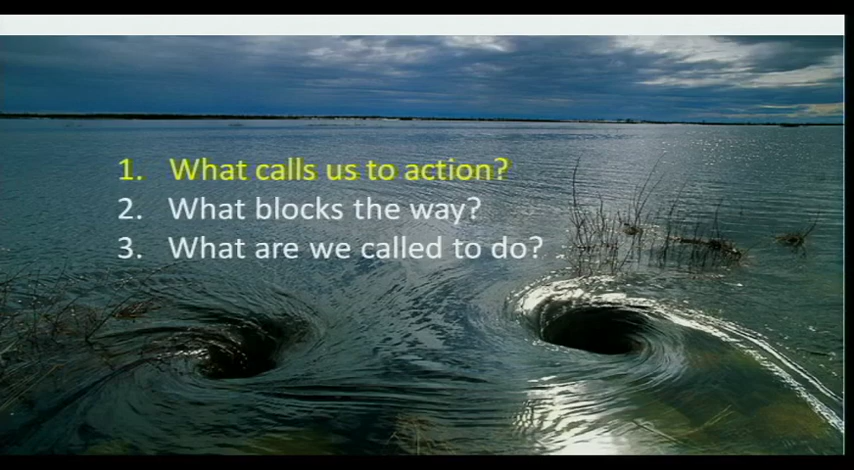 1. What calls us to action?
2. What blocks the way?
3. What are we called to do?